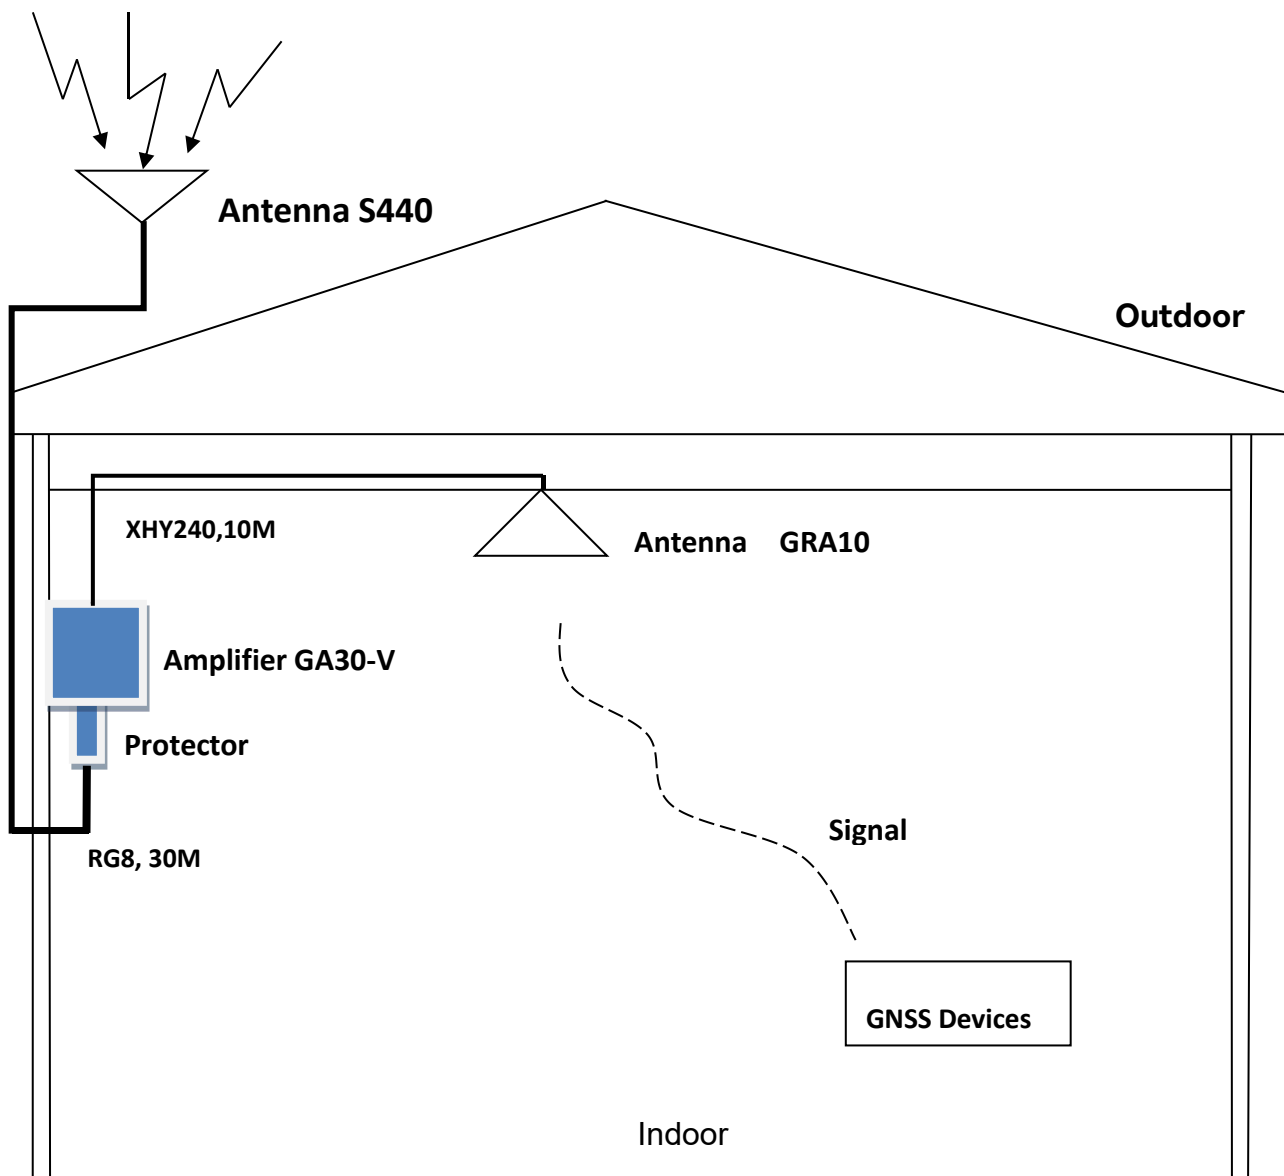 Antenna S440
Outdoor
XHY240,10M
Antenna GRA10
Amplifier GA30-V
Protector
Signal
RG8, 30M
GNSS Devices
Indoor